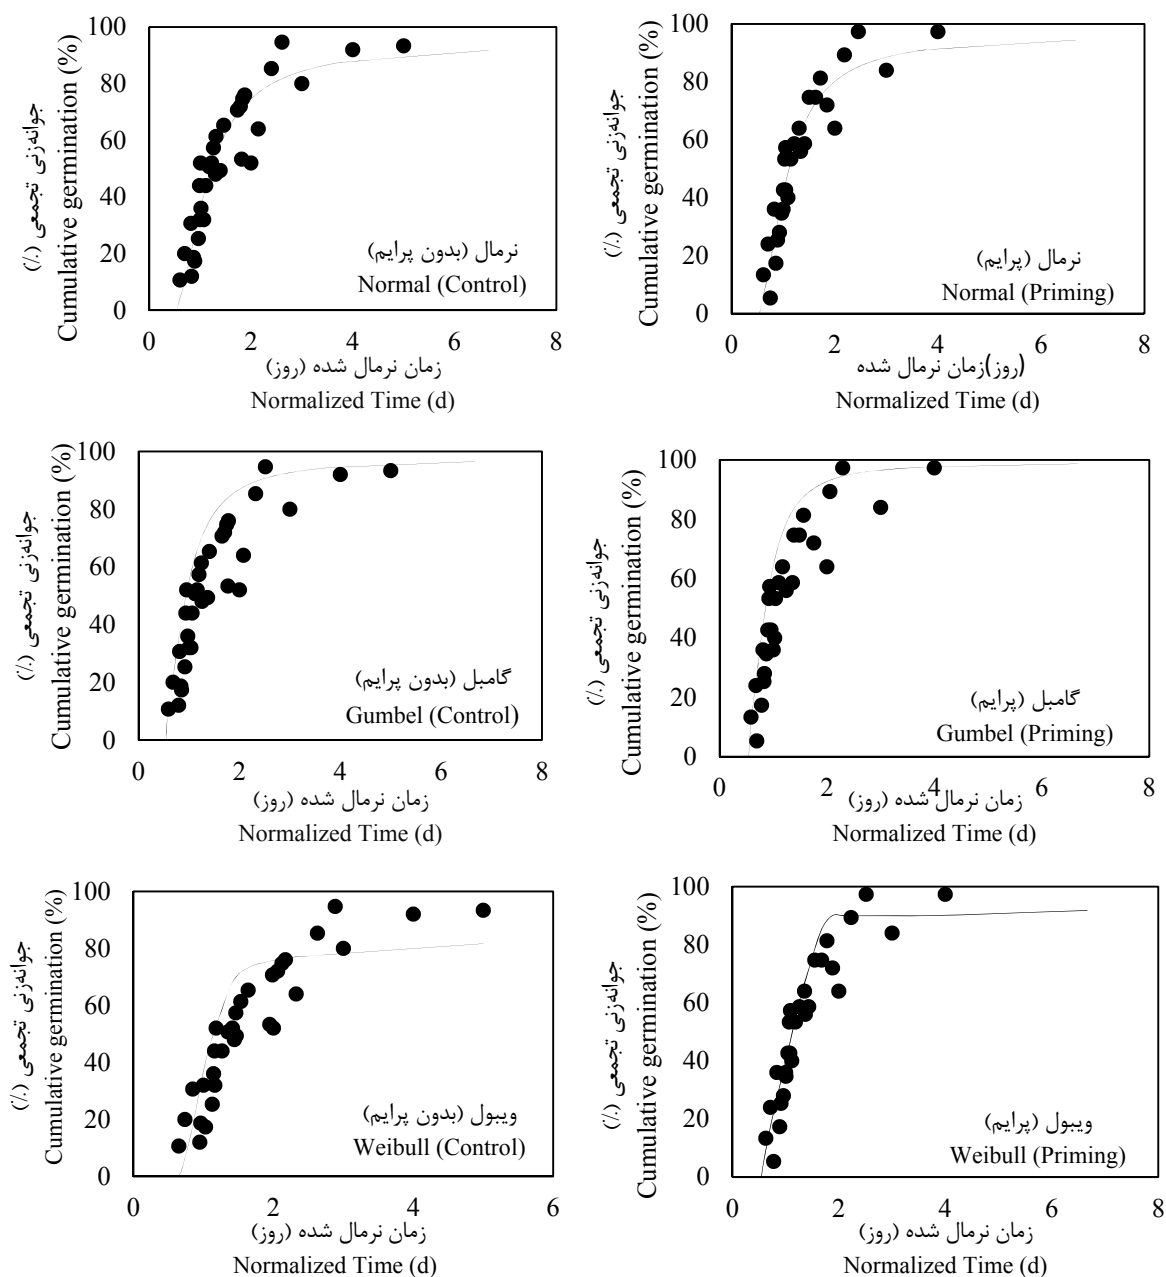 جوانه‌زنی تجمعی (٪)
Cumulative germination (%)
100
80
60
40
20
0
نرمال (بدون پرایم)
Normal (Control)
0 2 4 6 8
زمان نرمال شده (روز)
Normalized Time (d)
جوانه‌زنی تجمعی (٪)
Cumulative germination (%)
100
80
60
40
20
0
نرمال (پرایم)
Normal (Priming)
0 2 4 6 8
زمان نرمال شده(روز)
Normalized Time (d)
جوانه‌زنی تجمعی (٪)
Cumulative germination (%)
100
80
60
40
20
0
گامبل (بدون پرایم)
Gumbel (Control)
0 2 4 6 8
زمان نرمال شده (روز)
Normalized Time (d)
جوانه‌زنی تجمعی (٪)
Cumulative germination (%)
100
80
60
40
20
0
گامبل (پرایم)
Gumbel (Priming)
0 2 4 6 8
زمان نرمال شده (روز)
Normalized Time (d)
جوانه‌زنی تجمعی (٪)
Cumulative germination (%)
100
80
60
40
20
0
ویبول (بدون پرایم)
Weibull (Control)
0 2 4 6
زمان نرمال شده (روز)
Normalized Time (d)
جوانه‌زنی تجمعی (٪)
Cumulative germination (%)
100
80
60
40
20
0
ویبول (پرایم)
Weibull (Priming)
0 2 4 6 8
زمان نرمال شده (روز)
Normalized Time (d)